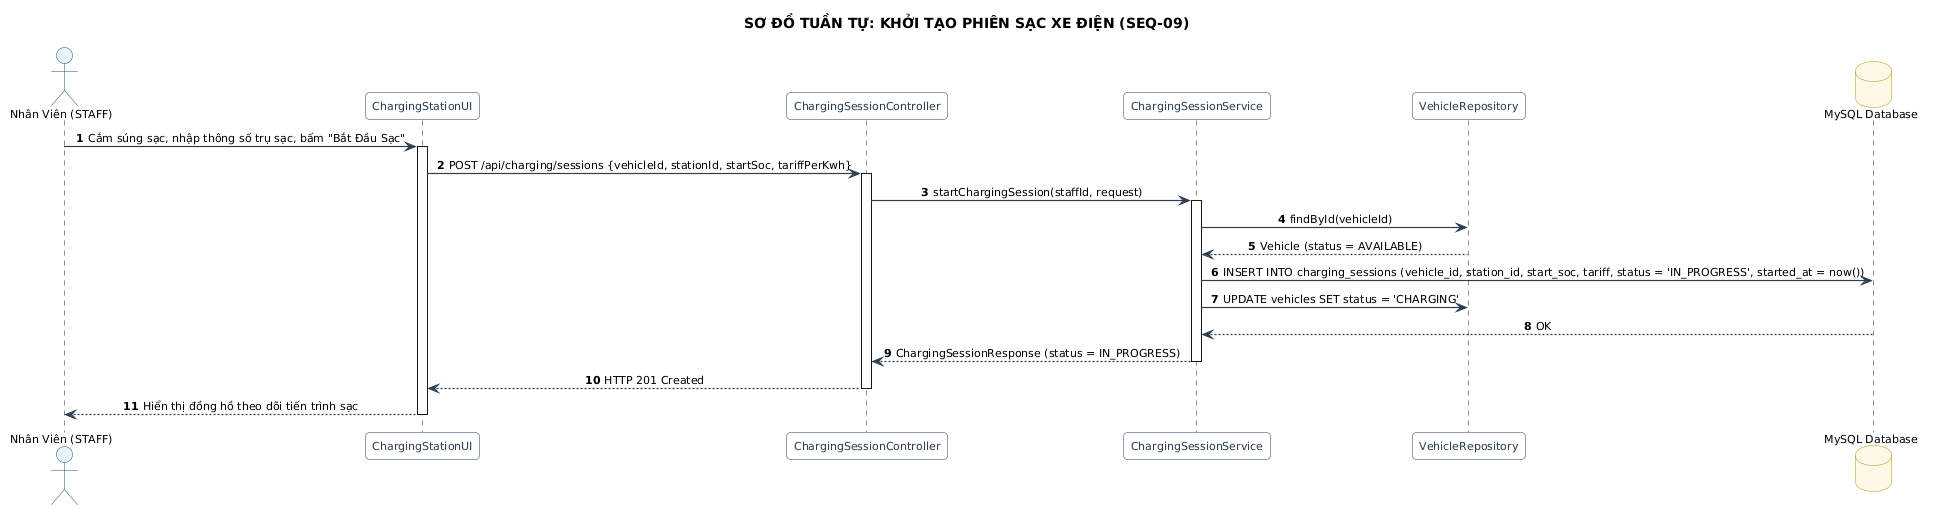 SƠ ĐỒ TUẦN TỰ: KHỞI TẠO PHIÊN SẠC XE ĐIỆN (SEQ-09)
Nhân Viên (STAFF)
ChargingStationUI
ChargingSessionController
ChargingSessionService
VehicleRepository
MySQL Database
1 Cắm súng sạc, nhập thông số trụ sạc, bấm "Bắt Đầu Sạc"
2 POST /api/charging/sessions {vehicleId, stationId, startSoc, tariffPerKwh}
3 startChargingSession(staffId, request)
4 findById(vehicleId)
5 Vehicle (status = AVAILABLE)
6 INSERT INTO charging_sessions (vehicle_id, station_id, start_soc, tariff, status = 'IN_PROGRESS', started_at = now())
7 UPDATE vehicles SET status = 'CHARGING'
8 OK
9 ChargingSessionResponse (status = IN_PROGRESS)
10 HTTP 201 Created
11 Hiển thị đồng hồ theo dõi tiến trình sạc
Nhân Viên (STAFF)
ChargingStationUI
ChargingSessionController
ChargingSessionService
VehicleRepository
MySQL Database